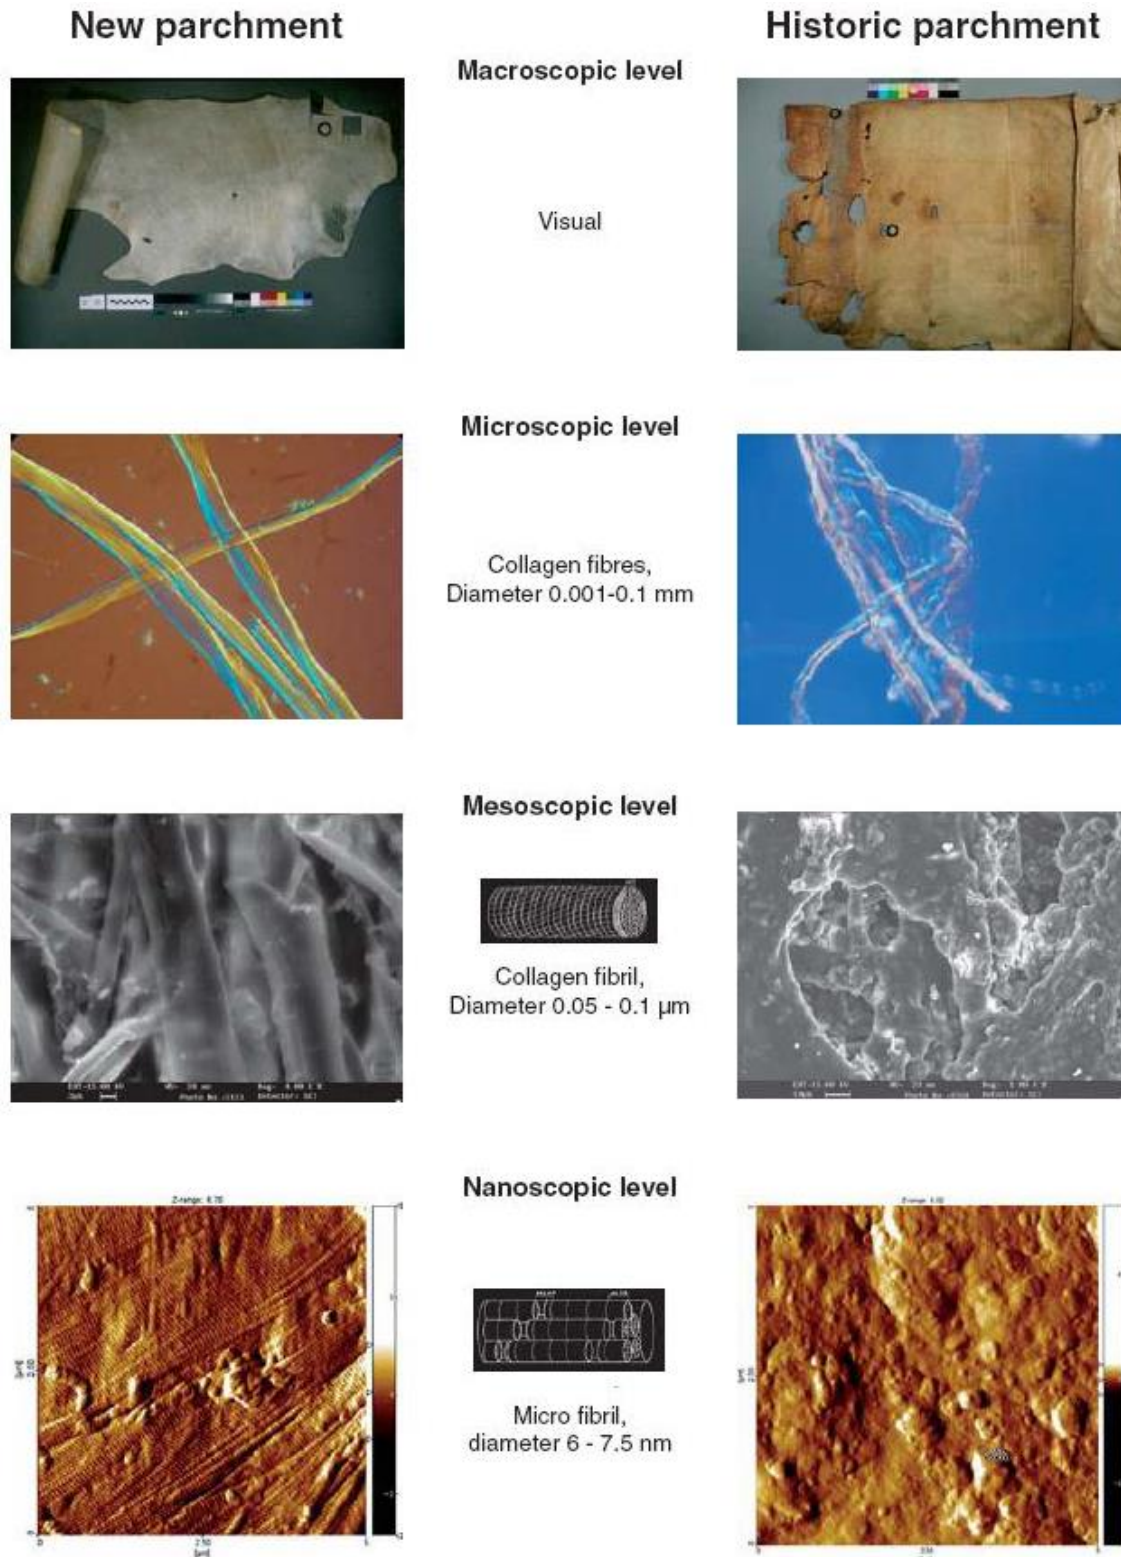 New parchment
Historic parchment
Macroscopic level
Visual
Microscopic level
Collagen fibres,
Diameter 0.001-0.1 mm
Mesoscopic level
Collagen fibril,
Diameter 0.05 - 0.1 µm
Nanoscopic level
Micro fibril,
diameter 6 - 7.5 nm